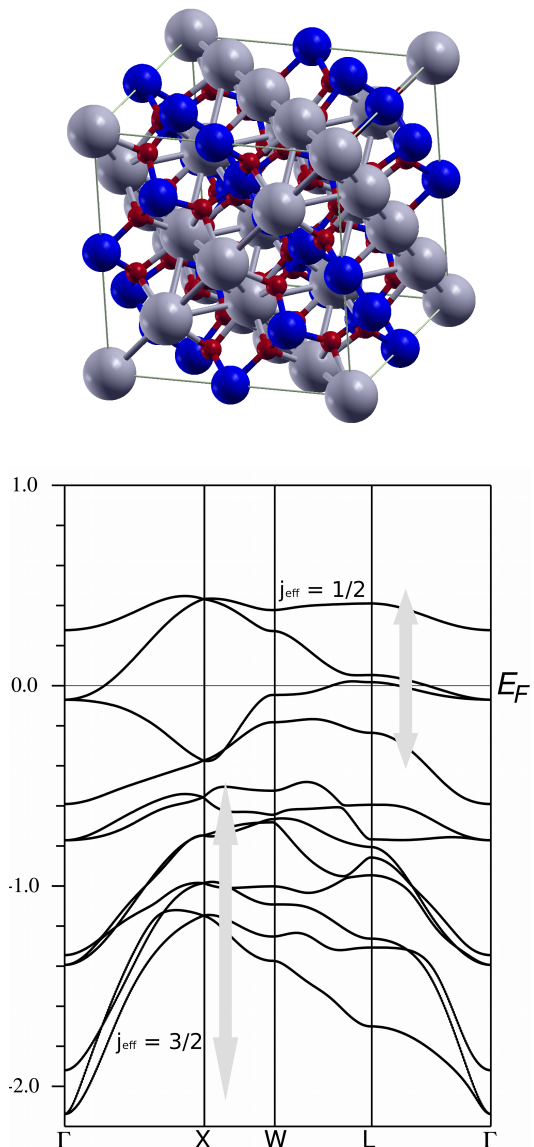 1.0
j_eff = 1/2
0.0
E_F
-1.0
j_eff = 3/2
-2.0
Γ X W L Γ